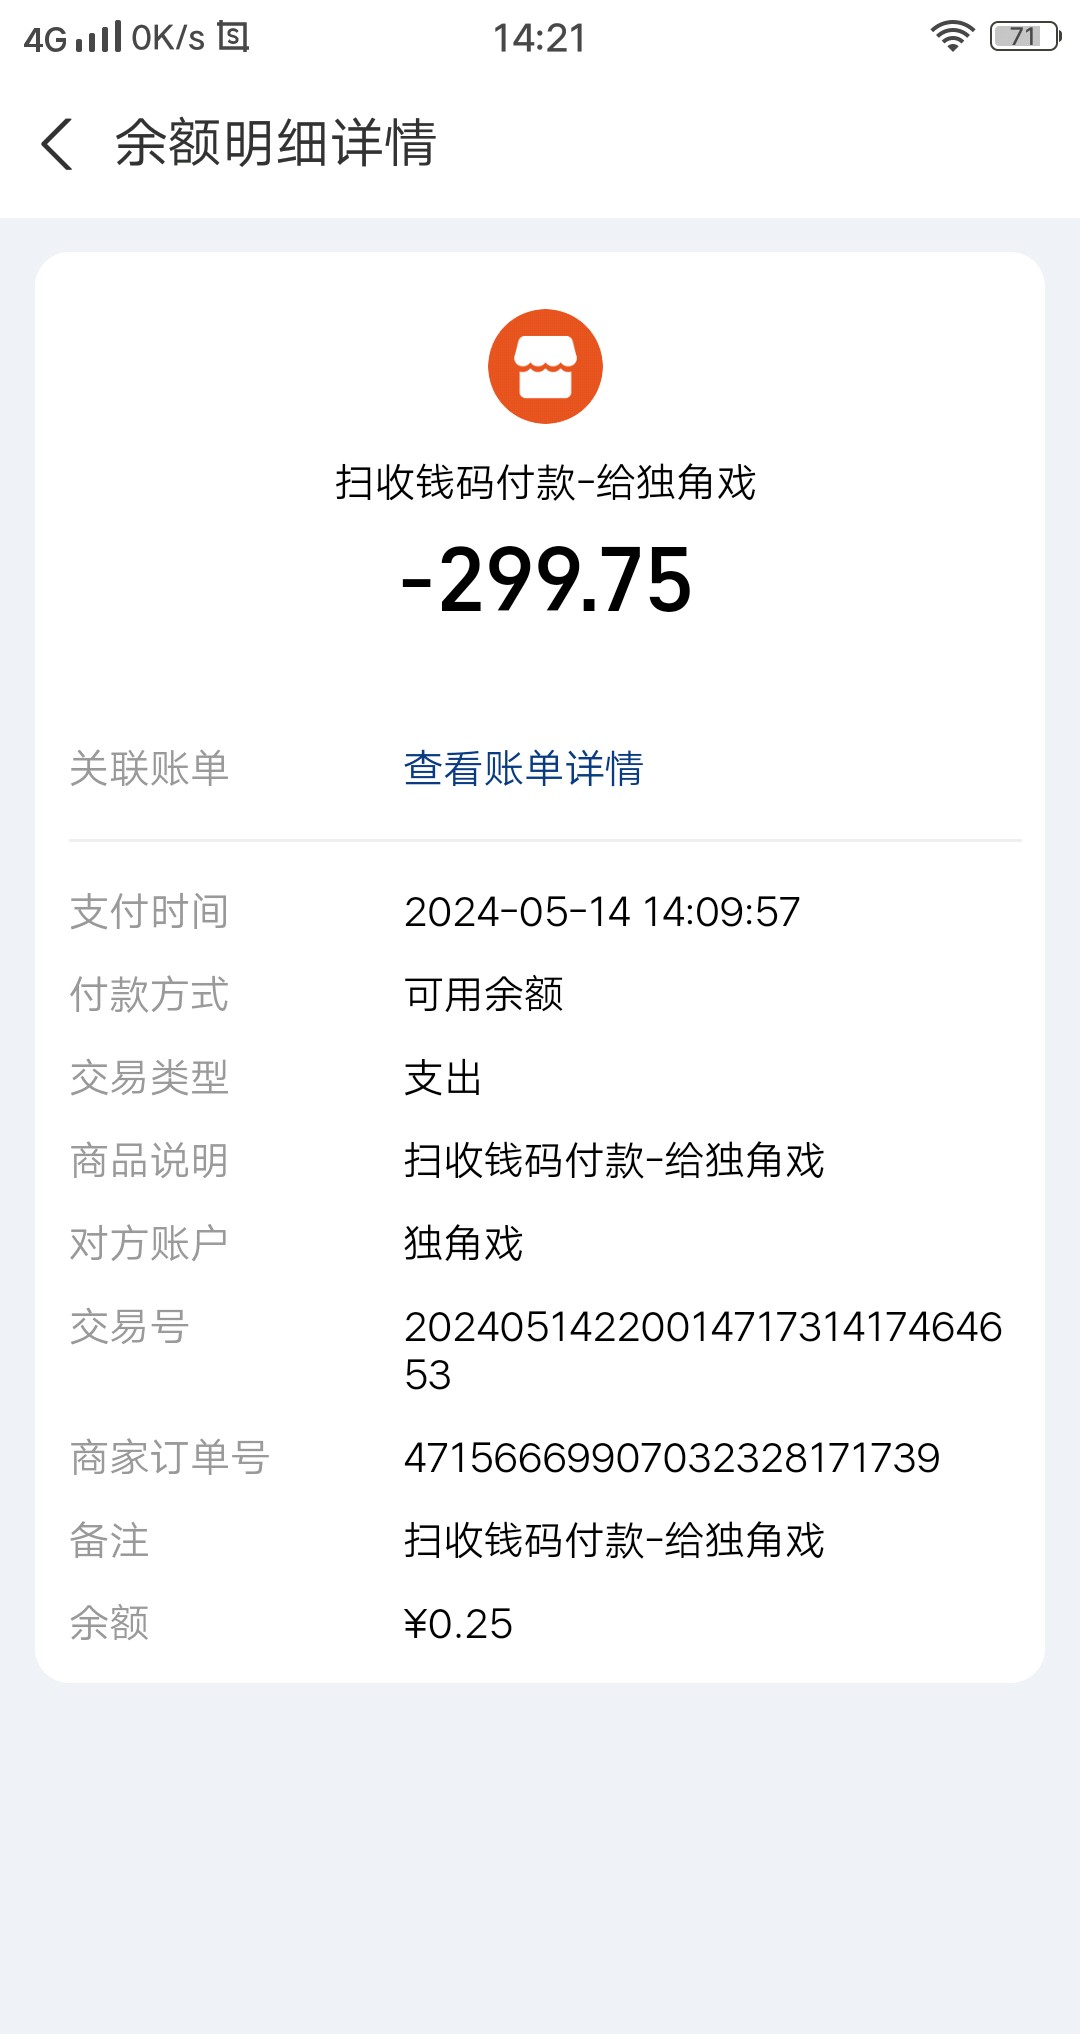 4G 0K/s 14:21 71
余额明细详情
扫收钱码付款-给独角戏
-299.75
关联账单 查看账单详情
支付时间 2024-05-14 14:09:57
付款方式 可用余额
交易类型 支出
商品说明 扫收钱码付款-给独角戏
对方账户 独角戏
交易号 20240514220014717314174646
53
商家订单号 47156669907032328171739
备注 扫收钱码付款-给独角戏
余额 ¥0.25